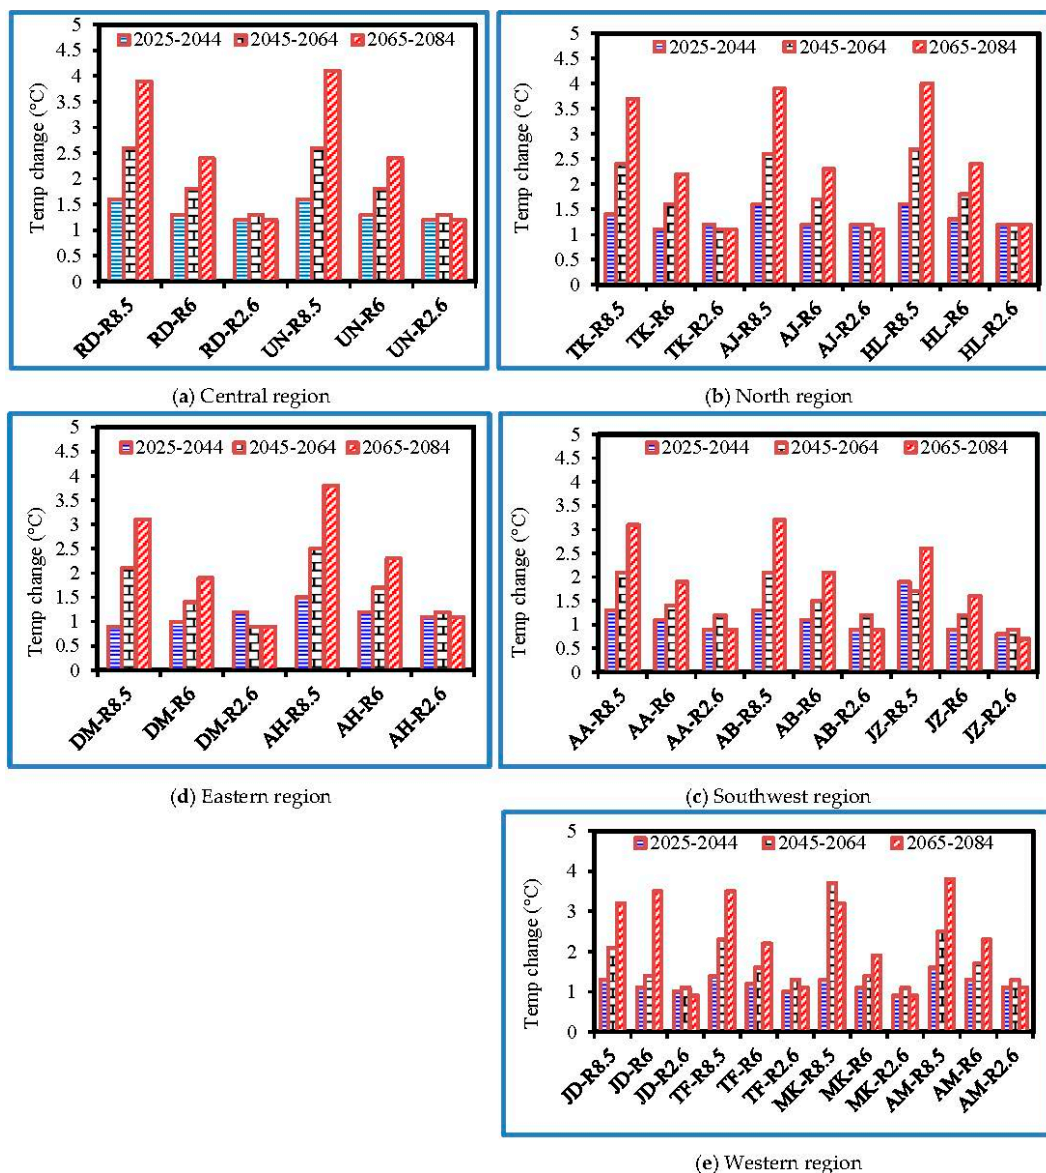 5
4.5
4
3.5
3
2.5
2
1.5
1
0.5
0
Temp change (°C)
2025-2044 2045-2064 2065-2084
RD-R8.5 RD-R6 RD-R2.6 UN-R8.5 UN-R6 UN-R2.6
(a) Central region
5
4.5
4
3.5
3
2.5
2
1.5
1
0.5
0
Temp change (°C)
2025-2044 2045-2064 2065-2084
TK-R8.5 TK-R6 TK-R2.6 AJ-R8.5 AJ-R6 AJ-R2.6 HL-R8.5 HL-R6 HL-R2.6
(b) North region
5
4.5
4
3.5
3
2.5
2
1.5
1
0.5
0
Temp change (°C)
2025-2044 2045-2064 2065-2084
DM-R8.5 DM-R6 DM-R2.6 AH-R8.5 AH-R6 AH-R2.6
(d) Eastern region
5
4.5
4
3.5
3
2.5
2
1.5
1
0.5
0
Temp change (°C)
2025-2044 2045-2064 2065-2084
AA-R8.5 AA-R6 AA-R2.6 AB-R8.5 AB-R6 AB-R2.6 JZ-R8.5 JZ-R6 JZ-R2.6
(c) Southwest region
5
4
3
2
1
0
Temp change (°C)
2025-2044 2045-2064 2065-2084
JD-R8.5 JD-R6 JD-R2.6 TF-R8.5 TF-R6 TF-R2.6 MK-R8.5 MK-R6 MK-R2.6 AM-R8.5 AM-R6 AM-R2.6
(e) Western region